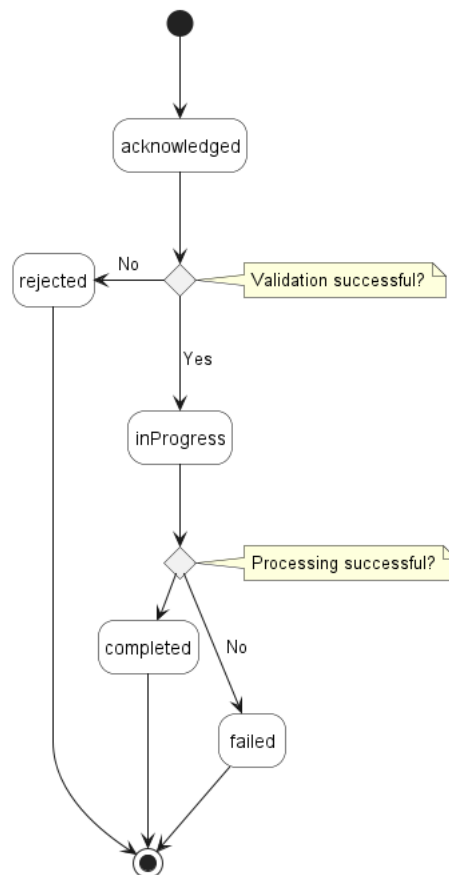 acknowledged
rejected
No
Validation successful?
Yes
inProgress
Processing successful?
completed
No
failed